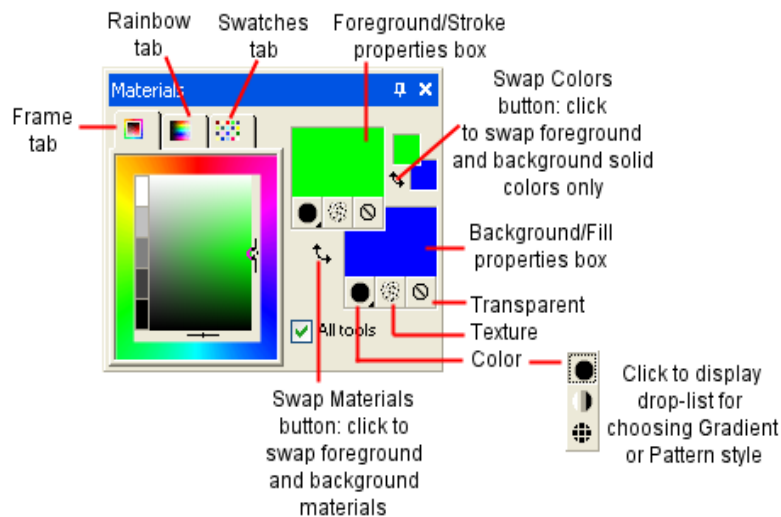 Rainbow
tab
Swatches
tab
Foreground/Stroke
properties box
Materials
Frame
tab
Swap Colors
button: click
to swap foreground
and background solid
colors only
Background/Fill
properties box
Transparent
Texture
Color
All tools
Swap Materials
button: click to
swap foreground
and background
materials
Click to display
drop-list for
choosing Gradient
or Pattern style